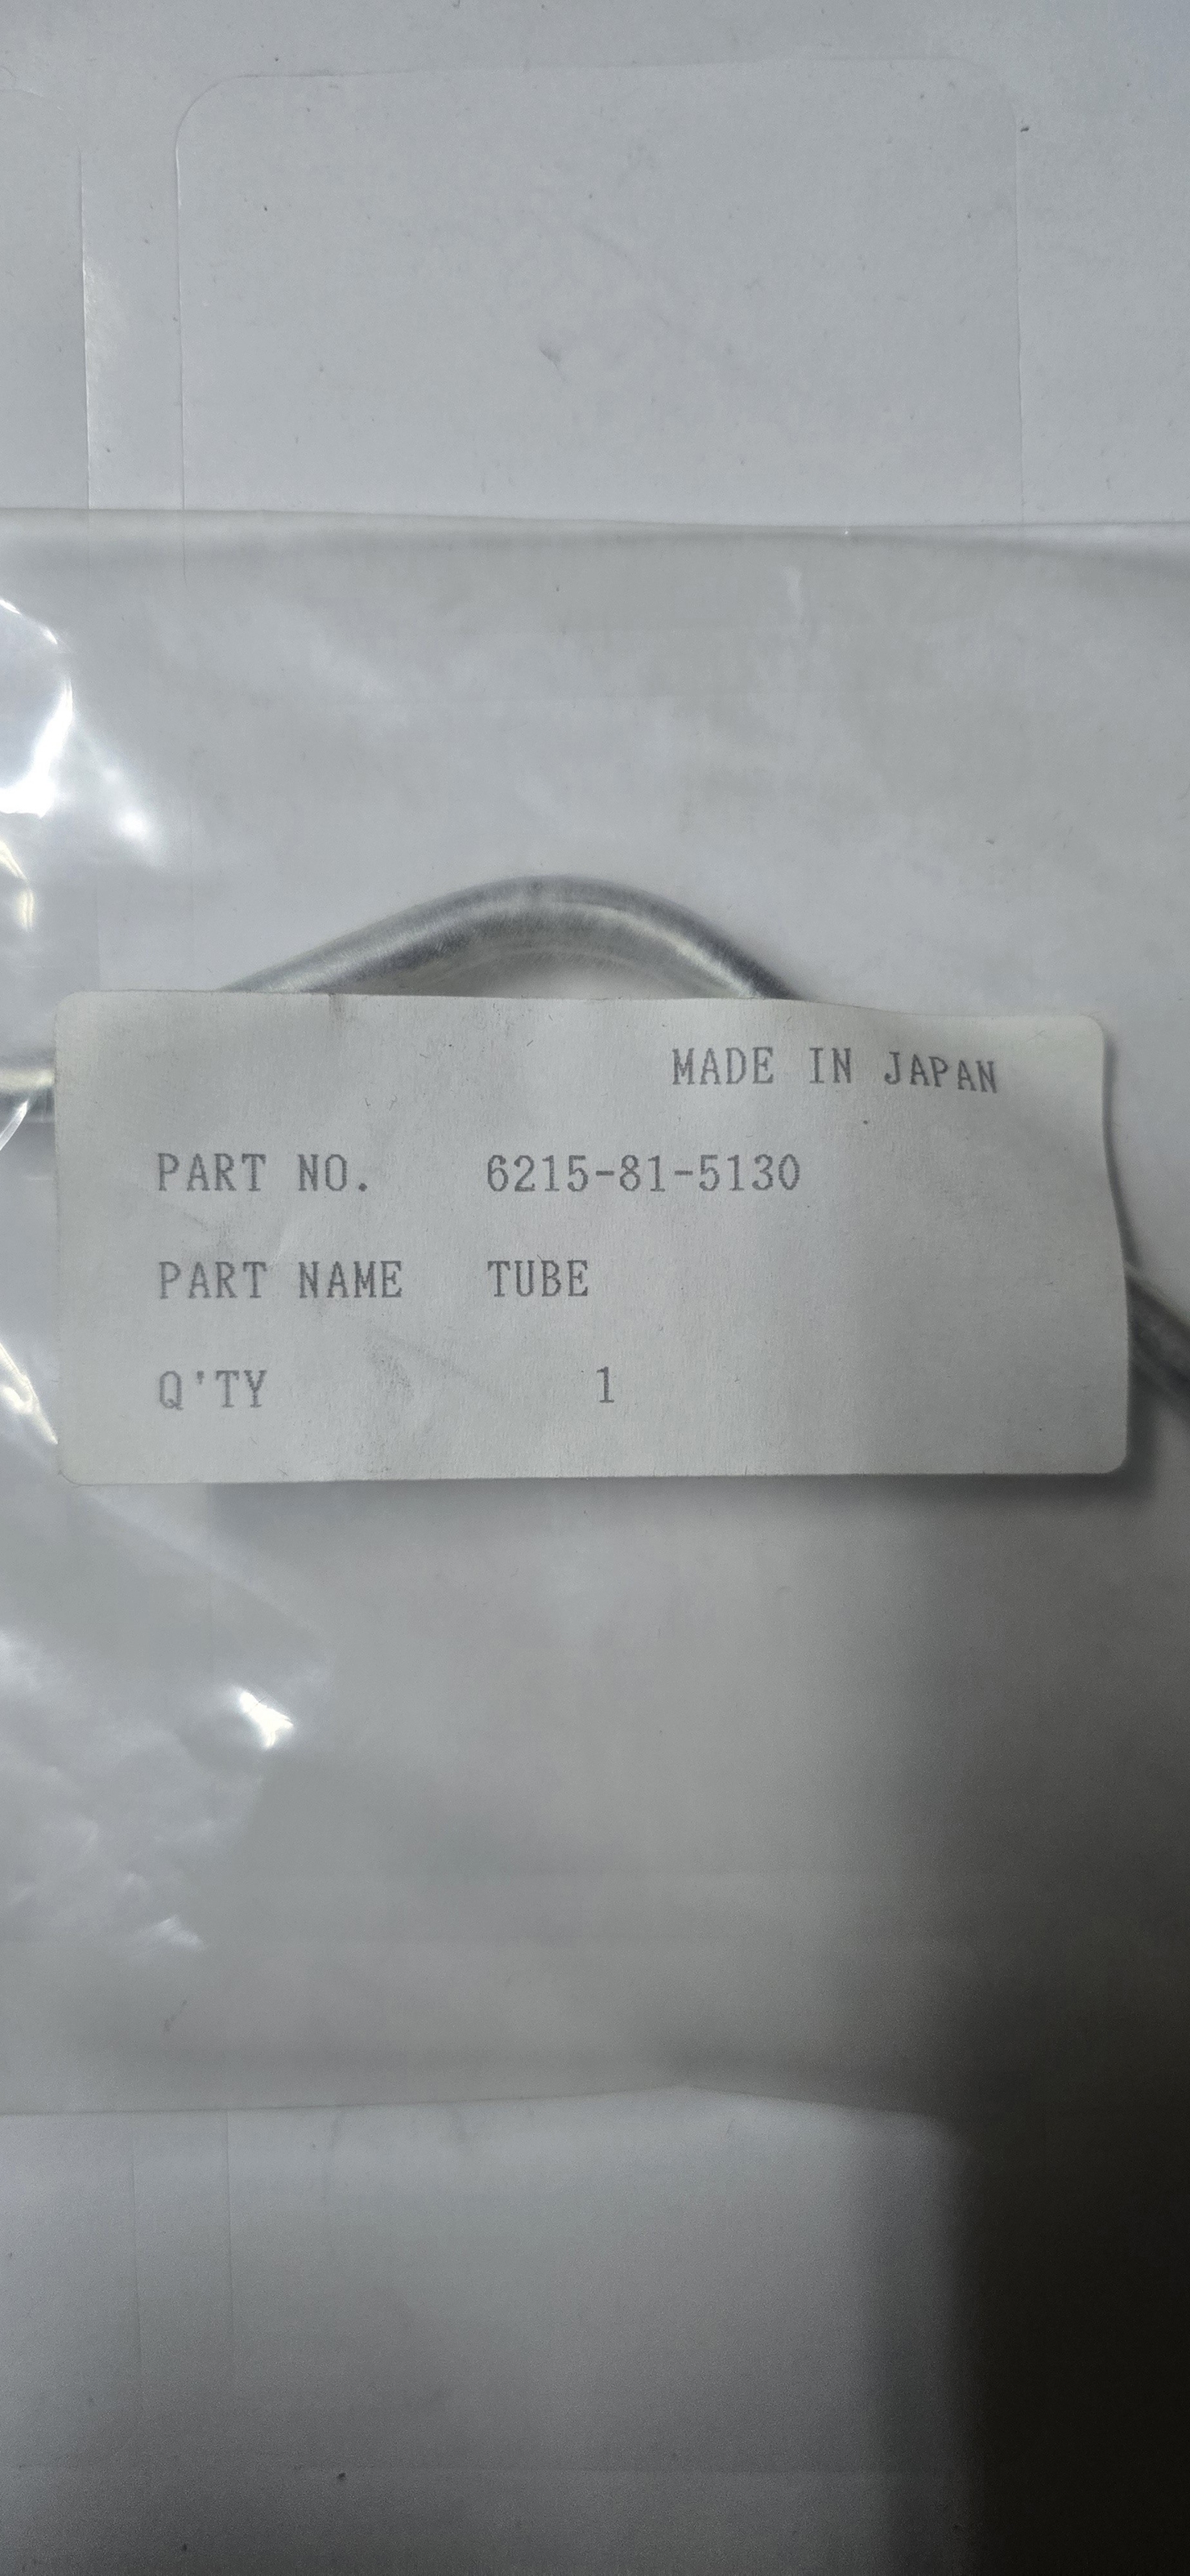 MADE IN JAPAN
PART NO. 6215-81-5130
PART NAME TUBE
Q'TY 1